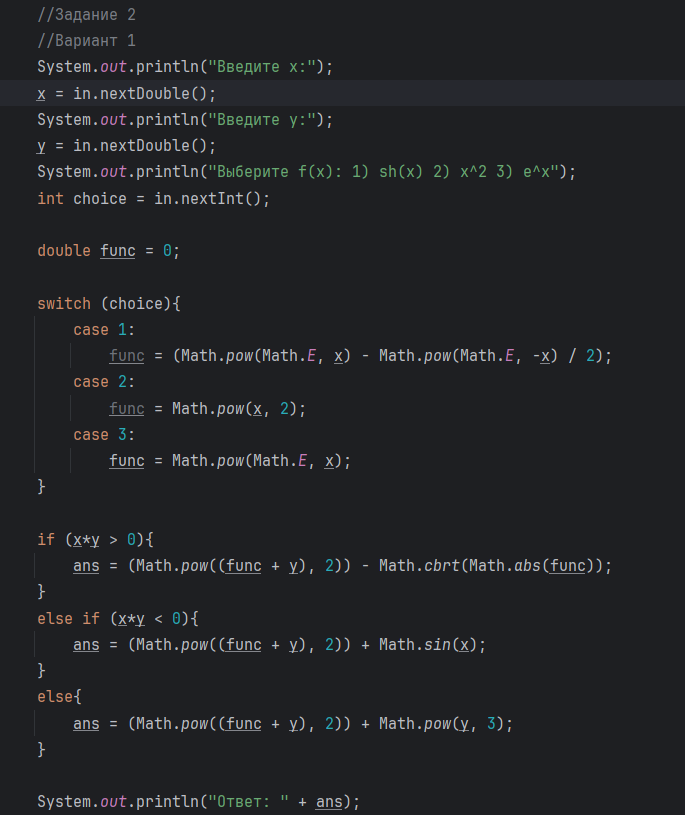 //Задание 2
//Вариант 1
System.out.println("Введите x:");
x = in.nextDouble();
System.out.println("Введите y:");
y = in.nextDouble();
System.out.println("Выберите f(x): 1) sh(x) 2) x^2 3) e^x");
int choice = in.nextInt();
double func = 0;
switch (choice){
case 1:
func = (Math.pow(Math.E, x) - Math.pow(Math.E, -x) / 2);
case 2:
func = Math.pow(x, 2);
case 3:
func = Math.pow(Math.E, x);
}
if (x*y > 0){
ans = (Math.pow((func + y), 2)) - Math.cbrt(Math.abs(func));
}
else if (x*y < 0){
ans = (Math.pow((func + y), 2)) + Math.sin(x);
}
else{
ans = (Math.pow((func + y), 2)) + Math.pow(y, 3);
}
System.out.println("Ответ: " + ans);